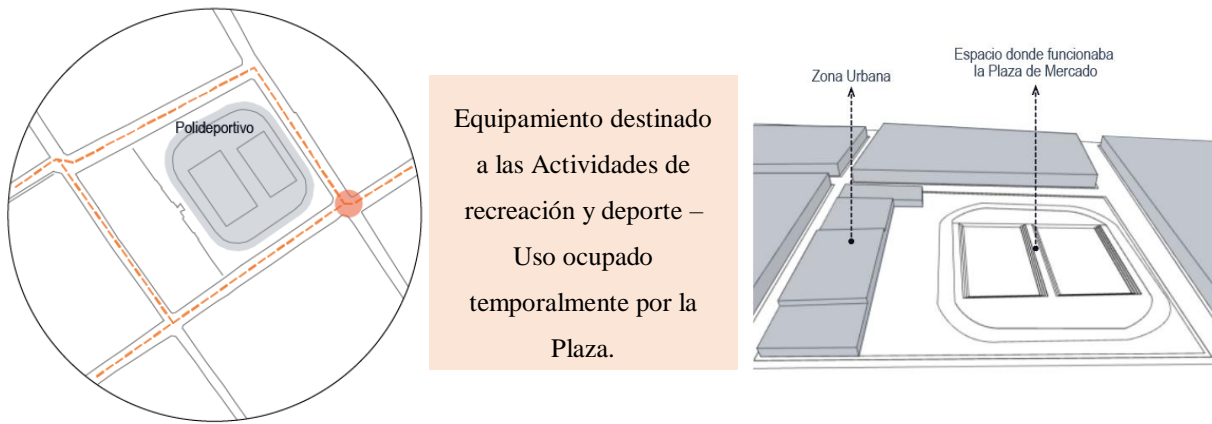 Polideportivo
Equipamiento destinado
a las Actividades de
recreación y deporte –
Uso ocupado
temporalmente por la
Plaza.
Zona Urbana
Espacio donde funcionaba
la Plaza de Mercado